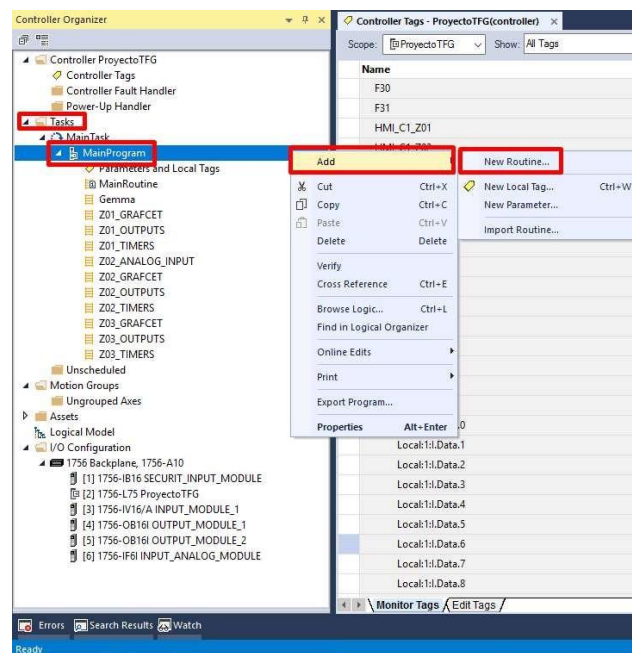 Controller Organizer
Controller ProyectoTFG
Controller Tags
Controller Fault Handler
Power-Up Handler
Tasks
MainTask
MainProgram
Parameters and Local Tags
MainRoutine
Gemma
Z01_GRAFCET
Z01_OUTPUTS
Z01_TIMERS
Z02_ANALOG_INPUT
Z02_GRAFCET
Z02_OUTPUTS
Z02_TIMERS
Z03_GRAFCET
Z03_OUTPUTS
Z03_TIMERS
Unscheduled
Motion Groups
Ungrouped Axes
Assets
Logical Model
I/O Configuration
1756 Backplane, 1756-A10
[1] 1756-IB16 SECURIT_INPUT_MODULE
[2] 1756-L75 ProyectoTFG
[3] 1756-IV16/A INPUT_MODULE_1
[4] 1756-OB16I OUTPUT_MODULE_1
[5] 1756-OB16I OUTPUT_MODULE_2
[6] 1756-IF6I INPUT_ANALOG_MODULE
Controller Tags - ProyectoTFG(controller)
Scope: ProyectoTFG Show: All Tags
Name
F30
F31
HMI_C1_Z01
Add
Cut Ctrl+X
Copy Ctrl+C
Paste Ctrl+V
Delete Delete
Verify
Cross Reference Ctrl+E
Browse Logic... Ctrl+L
Find in Logical Organizer
Online Edits
Print
Export Program...
Properties Alt+Enter
New Routine...
New Local Tag... Ctrl+W
New Parameter...
Import Routine...
.0
Local:1:I.Data.1
Local:1:I.Data.2
Local:1:I.Data.3
Local:1:I.Data.4
Local:1:I.Data.5
Local:1:I.Data.6
Local:1:I.Data.7
Local:1:I.Data.8
Monitor Tags Edit Tags
Errors Search Results Watch
Ready